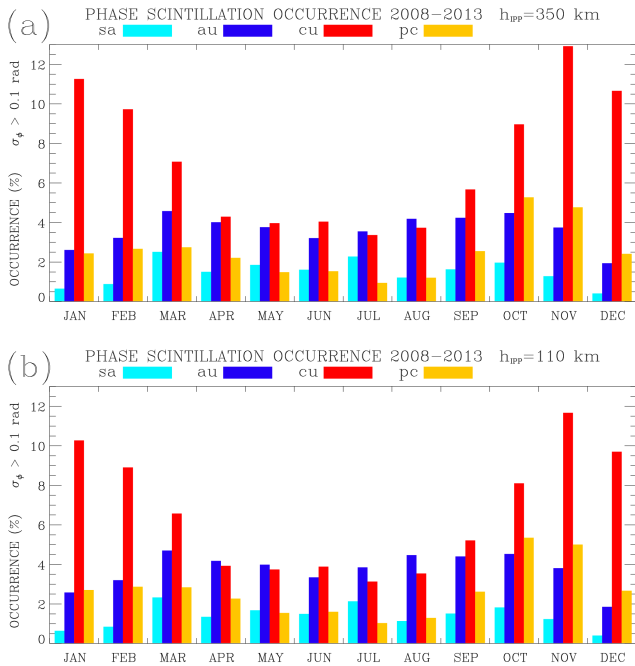 (a)
PHASE SCINTILLATION OCCURRENCE 2008-2013 h_IPP=350 km
sa au cu pc
OCCURRENCE (%) σ_ϕ > 0.1 rad
12
10
8
6
4
2
0
JAN FEB MAR APR MAY JUN JUL AUG SEP OCT NOV DEC
(b)
PHASE SCINTILLATION OCCURRENCE 2008-2013 h_IPP=110 km
sa au cu pc
OCCURRENCE (%) σ_ϕ > 0.1 rad
12
10
8
6
4
2
0
JAN FEB MAR APR MAY JUN JUL AUG SEP OCT NOV DEC